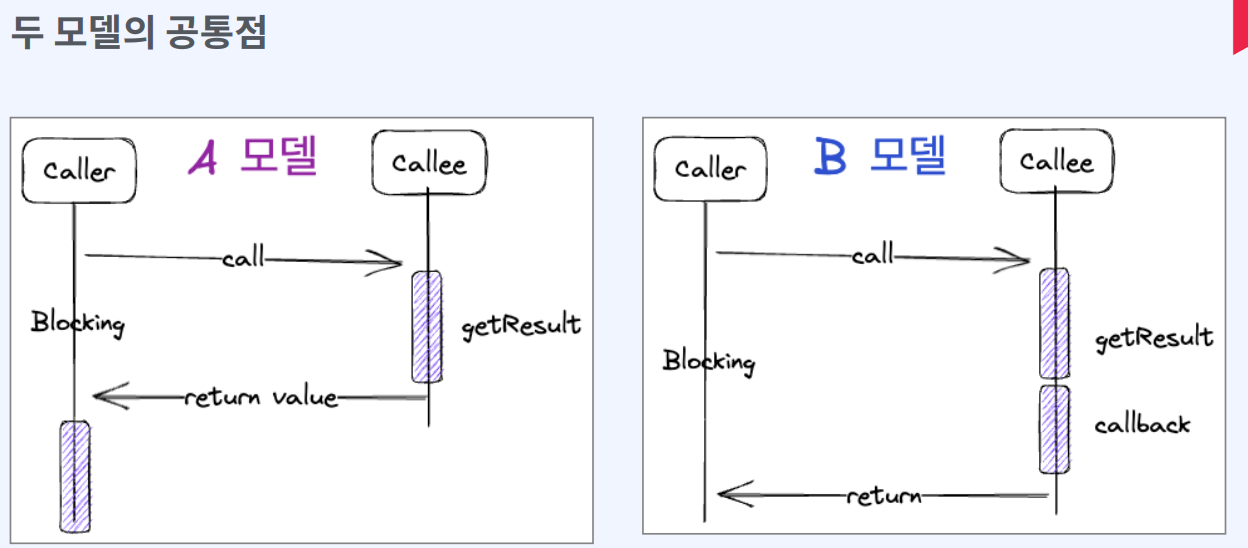 두 모델의 공통점
Caller
A 모델
Callee
call
Blocking
getResult
return value
Caller
B 모델
Callee
call
getResult
Blocking
callback
return